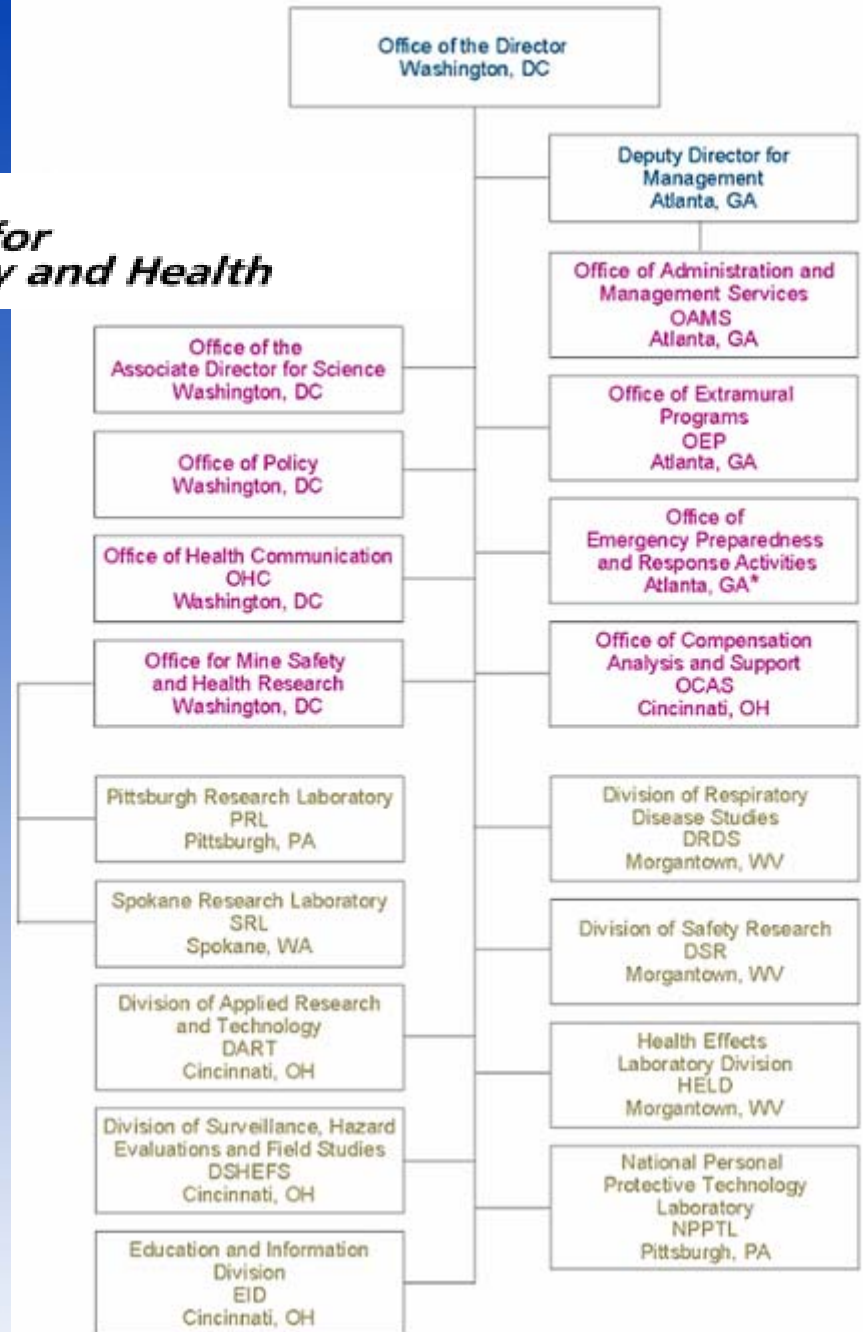 Office of the Director
Washington, DC
Deputy Director for
Management
Atlanta, GA
for
y and Health
Office of Administration and
Management Services
OAMS
Atlanta, GA
Office of the
Associate Director for Science
Washington, DC
Office of Extramural
Programs
OEP
Atlanta, GA
Office of Policy
Washington, DC
Office of
Emergency Preparedness
and Response Activities
Atlanta, GA*
Office of Health Communication
OHC
Washington, DC
Office of Compensation
Analysis and Support
OCAS
Cincinnati, OH
Office for Mine Safety
and Health Research
Washington, DC
Pittsburgh Research Laboratory
PRL
Pittsburgh, PA
Division of Respiratory
Disease Studies
DRDS
Morgantown, WV
Spokane Research Laboratory
SRL
Spokane, WA
Division of Safety Research
DSR
Morgantown, WV
Division of Applied Research
and Technology
DART
Cincinnati, OH
Health Effects
Laboratory Division
HELD
Morgantown, WV
Division of Surveillance, Hazard
Evaluations and Field Studies
DSHEFS
Cincinnati, OH
National Personal
Protective Technology
Laboratory
NPPTL
Pittsburgh, PA
Education and Information
Division
EID
Cincinnati, OH